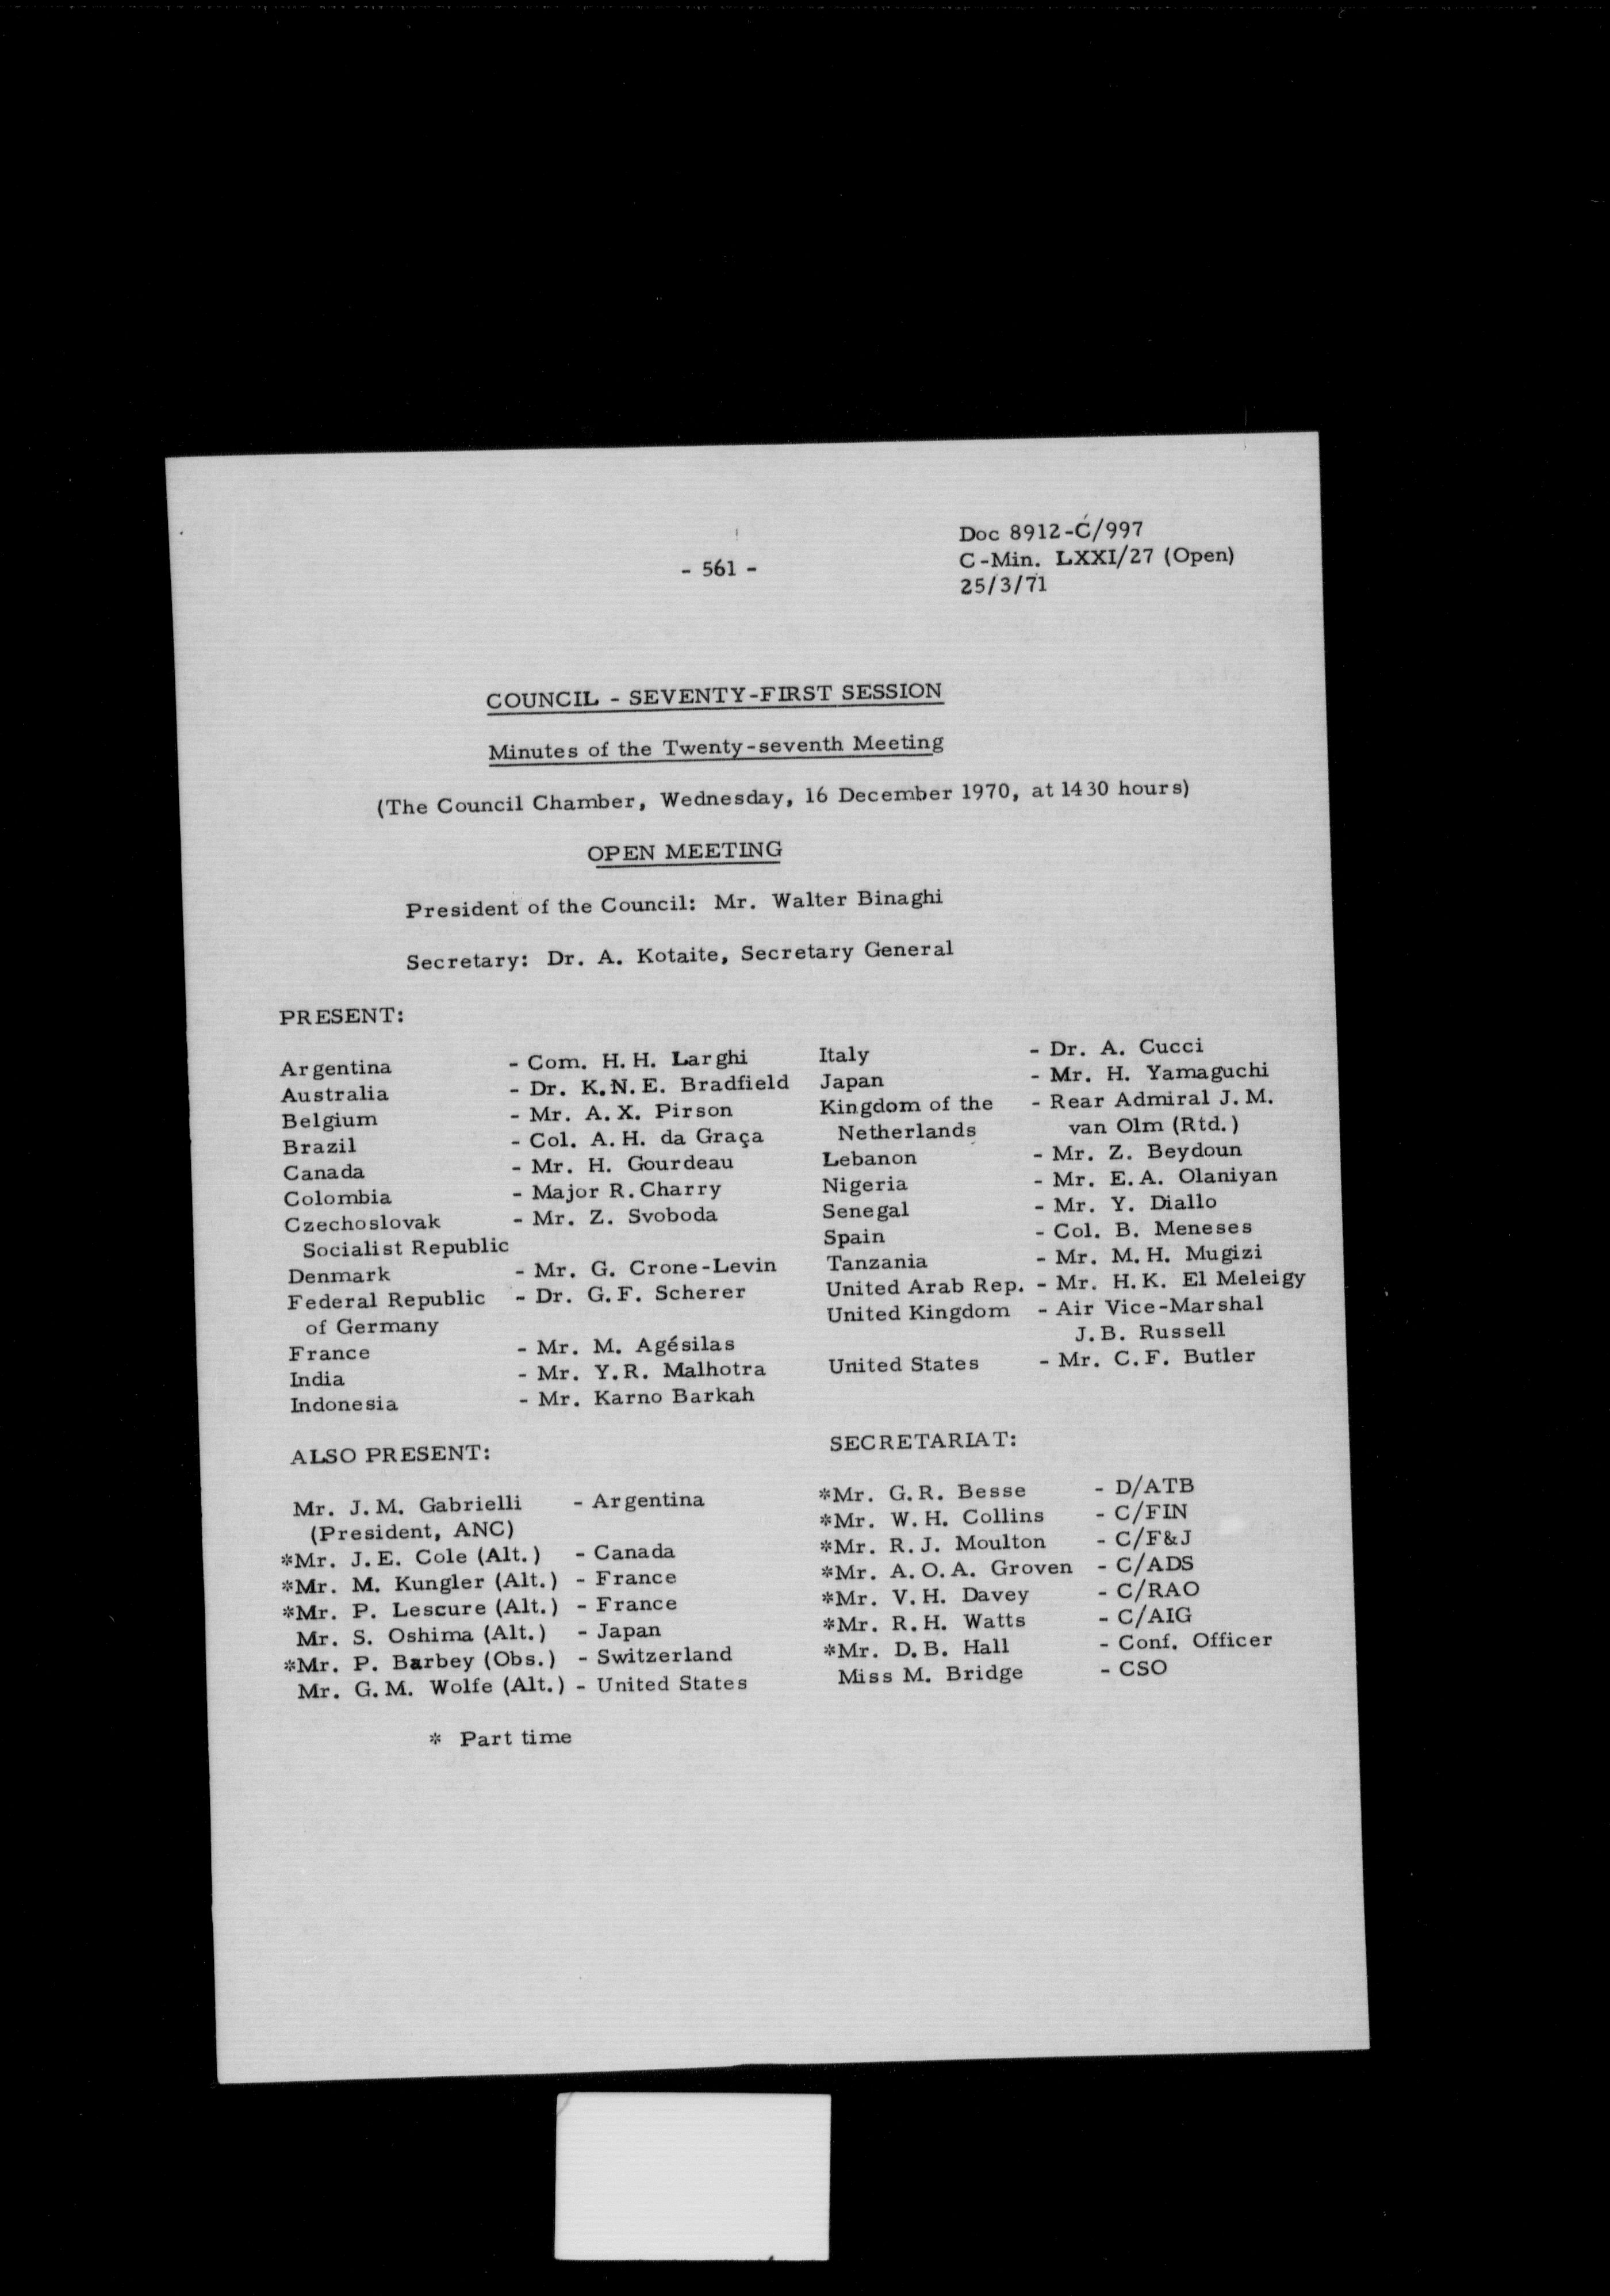 - 561 -
Doc 8912-C/997
C-Min. LXXI/27 (Open)
25/3/71
COUNCIL - SEVENTY-FIRST SESSION
Minutes of the Twenty-seventh Meeting
(The Council Chamber, Wednesday, 16 December 1970, at 1430 hours)
OPEN MEETING
President of the Council: Mr. Walter Binaghi
Secretary: Dr. A. Kotaite, Secretary General
PRESENT:
Argentina - Com. H.H. Larghi
Australia - Dr. K.N.E. Bradfield
Belgium - Mr. A.X. Pirson
Brazil - Col. A.H. da Graça
Canada - Mr. H. Gourdeau
Colombia - Major R. Charry
Czechoslovak - Mr. Z. Svoboda
Socialist Republic
Denmark - Mr. G. Crone-Levin
Federal Republic - Dr. G.F. Scherer
of Germany
France - Mr. M. Agésilas
India - Mr. Y.R. Malhotra
Indonesia - Mr. Karno Barkah
Italy - Dr. A. Cucci
Japan - Mr. H. Yamaguchi
Kingdom of the - Rear Admiral J.M.
Netherlands van Olm (Rtd.)
Lebanon - Mr. Z. Beydoun
Nigeria - Mr. E.A. Olaniyan
Senegal - Mr. Y. Diallo
Spain - Col. B. Meneses
Tanzania - Mr. M.H. Mugizi
United Arab Rep. - Mr. H.K. El Meleigy
United Kingdom - Air Vice-Marshal
J.B. Russell
United States - Mr. C.F. Butler
ALSO PRESENT:
Mr. J.M. Gabrielli - Argentina
(President, ANC)
*Mr. J.E. Cole (Alt.) - Canada
*Mr. M. Kungler (Alt.) - France
*Mr. P. Lescure (Alt.) - France
Mr. S. Oshima (Alt.) - Japan
*Mr. P. Barbey (Obs.) - Switzerland
Mr. G.M. Wolfe (Alt.) - United States
* Part time
SECRETARIAT:
*Mr. G.R. Besse - D/ATB
*Mr. W.H. Collins - C/FIN
*Mr. R.J. Moulton - C/F&J
*Mr. A.O.A. Groven - C/ADS
*Mr. V.H. Davey - C/RAO
*Mr. R.H. Watts - C/AIG
*Mr. D.B. Hall - Conf. Officer
Miss M. Bridge - CSO